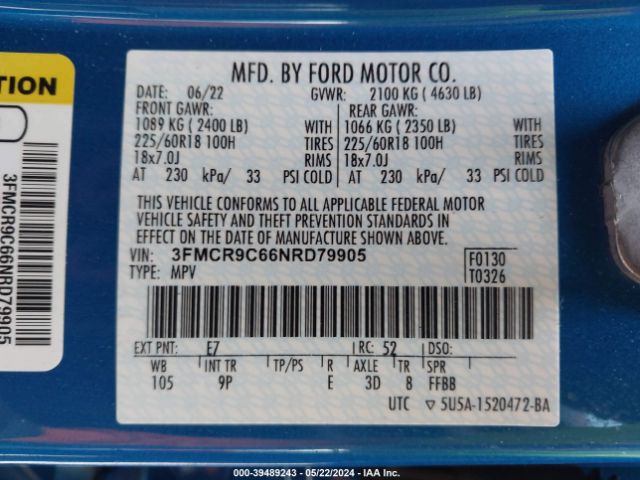 TION
3FMCR9C66NRD79905
MFD. BY FORD MOTOR CO.
DATE: 06/22 GVWR: 2100 KG ( 4630 LB)
FRONT GAWR: REAR GAWR:
1089 KG ( 2400 LB) WITH 1066 KG ( 2350 LB) WITH
225/60R18 100H TIRES 225/60R18 100H TIRES
18x7.0J RIMS 18x7.0J RIMS
AT 230 kPa/ 33 PSI COLD AT 230 kPa/ 33 PSI COLD
THIS VEHICLE CONFORMS TO ALL APPLICABLE FEDERAL MOTOR
VEHICLE SAFETY AND THEFT PREVENTION STANDARDS IN
EFFECT ON THE DATE OF MANUFACTURE SHOWN ABOVE.
VIN: 3FMCR9C66NRD79905 F0130
TYPE: MPV T0326
EXT PNT: E7 RC: 52 DSO:
WB INT TR TP/PS R AXLE TR SPR
105 9P E 3D 8 FFBB
UTC ▽ 5U5A-1520472-BA
000-39489243 - 05/22/2024 - IAA Inc.